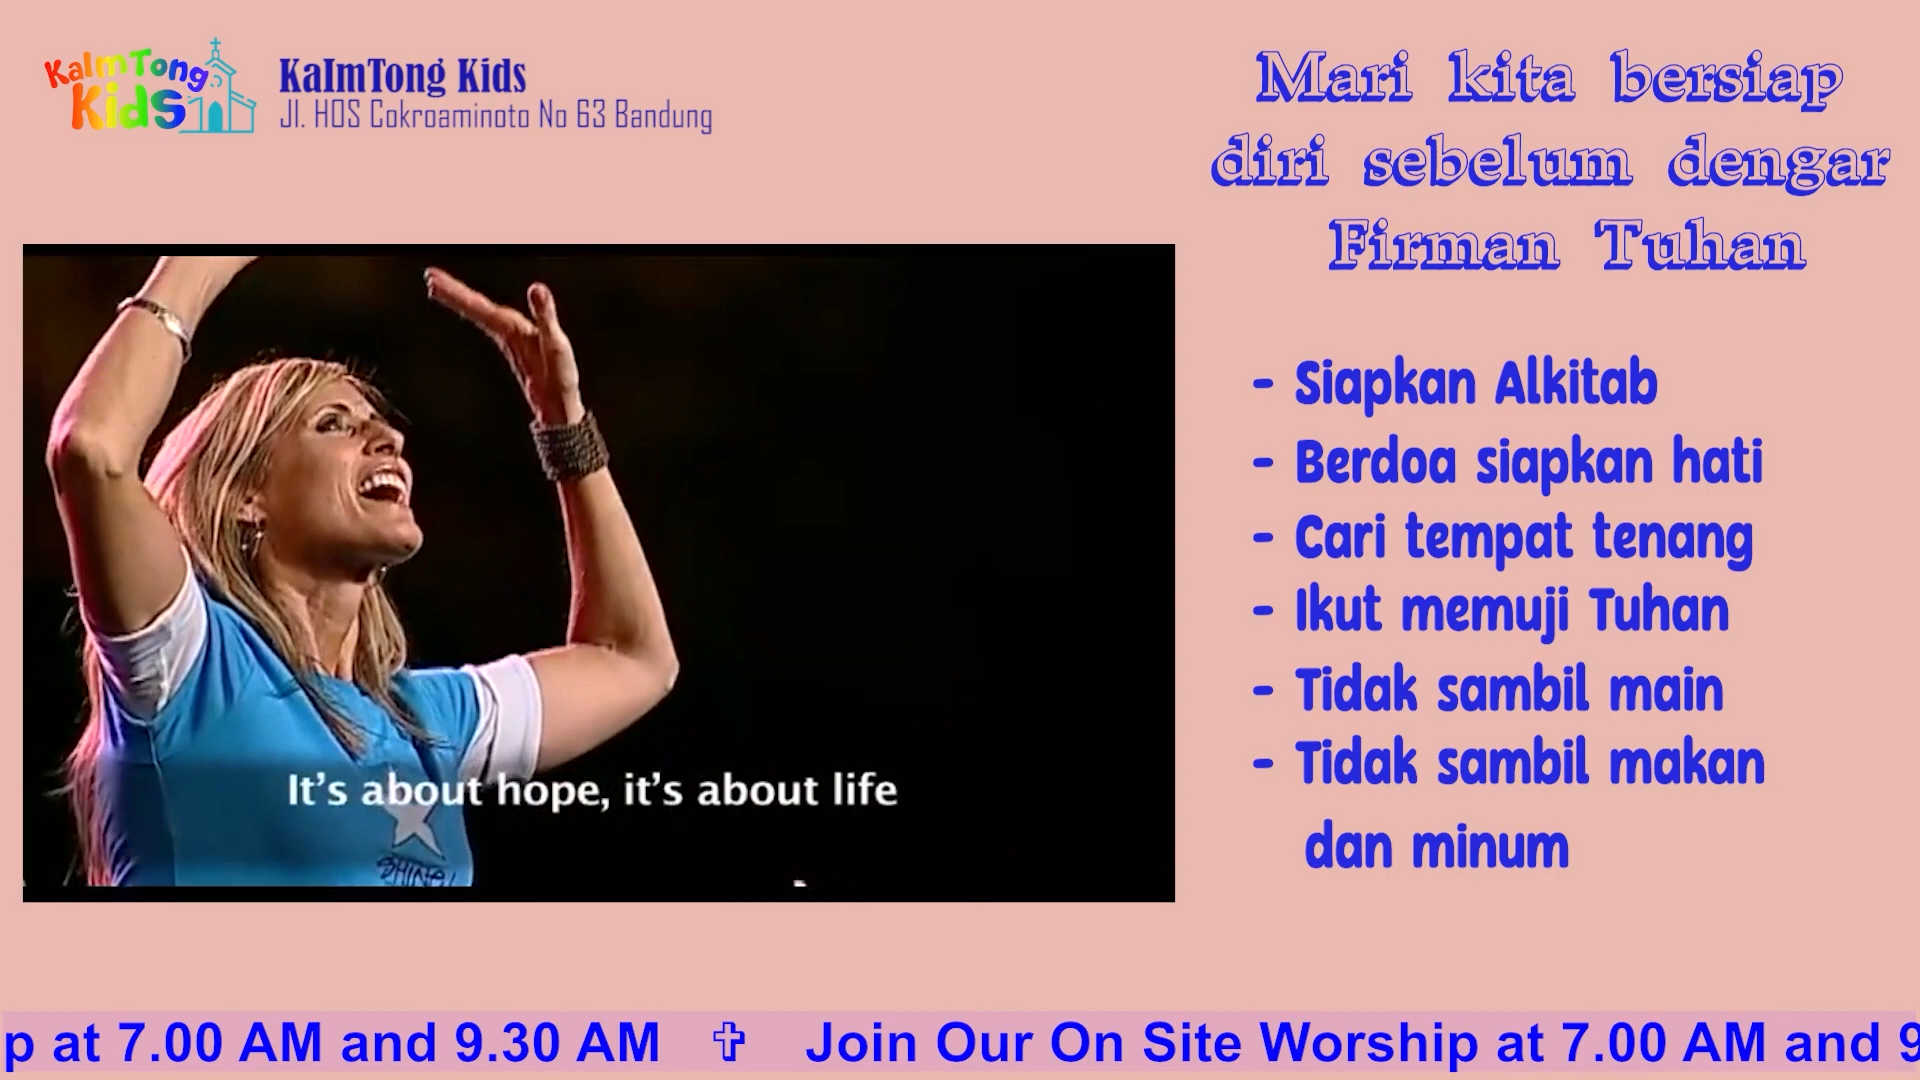 KalmTong
Kids
KaImTong Kids
Jl. HOS Cokroaminoto No 63 Bandung
Mari kita bersiap
diri sebelum dengar
Firman Tuhan
It's about hope, it's about life
SHINE!
- Siapkan Alkitab
- Berdoa siapkan hati
- Cari tempat tenang
- Ikut memuji Tuhan
- Tidak sambil main
- Tidak sambil makan
dan minum
p at 7.00 AM and 9.30 AM ✞ Join Our On Site Worship at 7.00 AM and 9